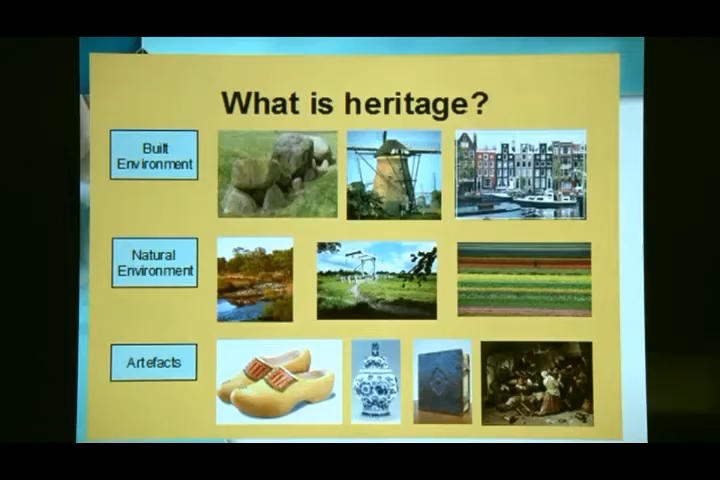 What is heritage?
Built
Environment
Natural
Environment
Artefacts